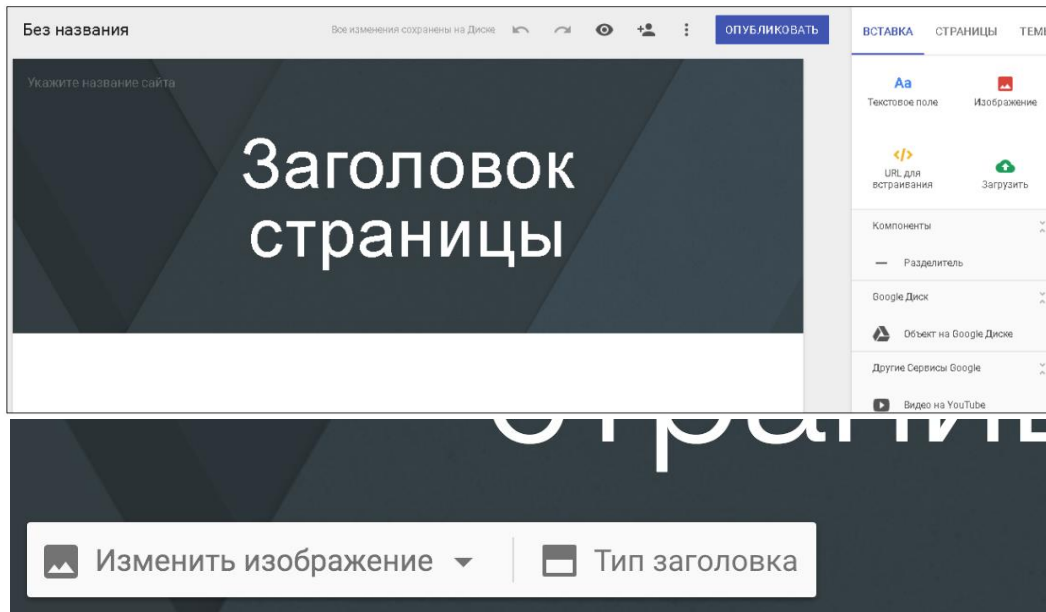 Без названия
Все изменения сохранены на Диске
ОПУБЛИКОВАТЬ
ВСТАВКА СТРАНИЦЫ ТЕМЫ
Укажите название сайта
Заголовок
страницы
Aa
Текстовое поле
Изображение
</>
URL для
встраивания
Загрузить
Компоненты
Разделитель
Google Диск
Объект на Google Диске
Другие Сервисы Google
Видео на YouTube
Изменить изображение
Тип заголовка